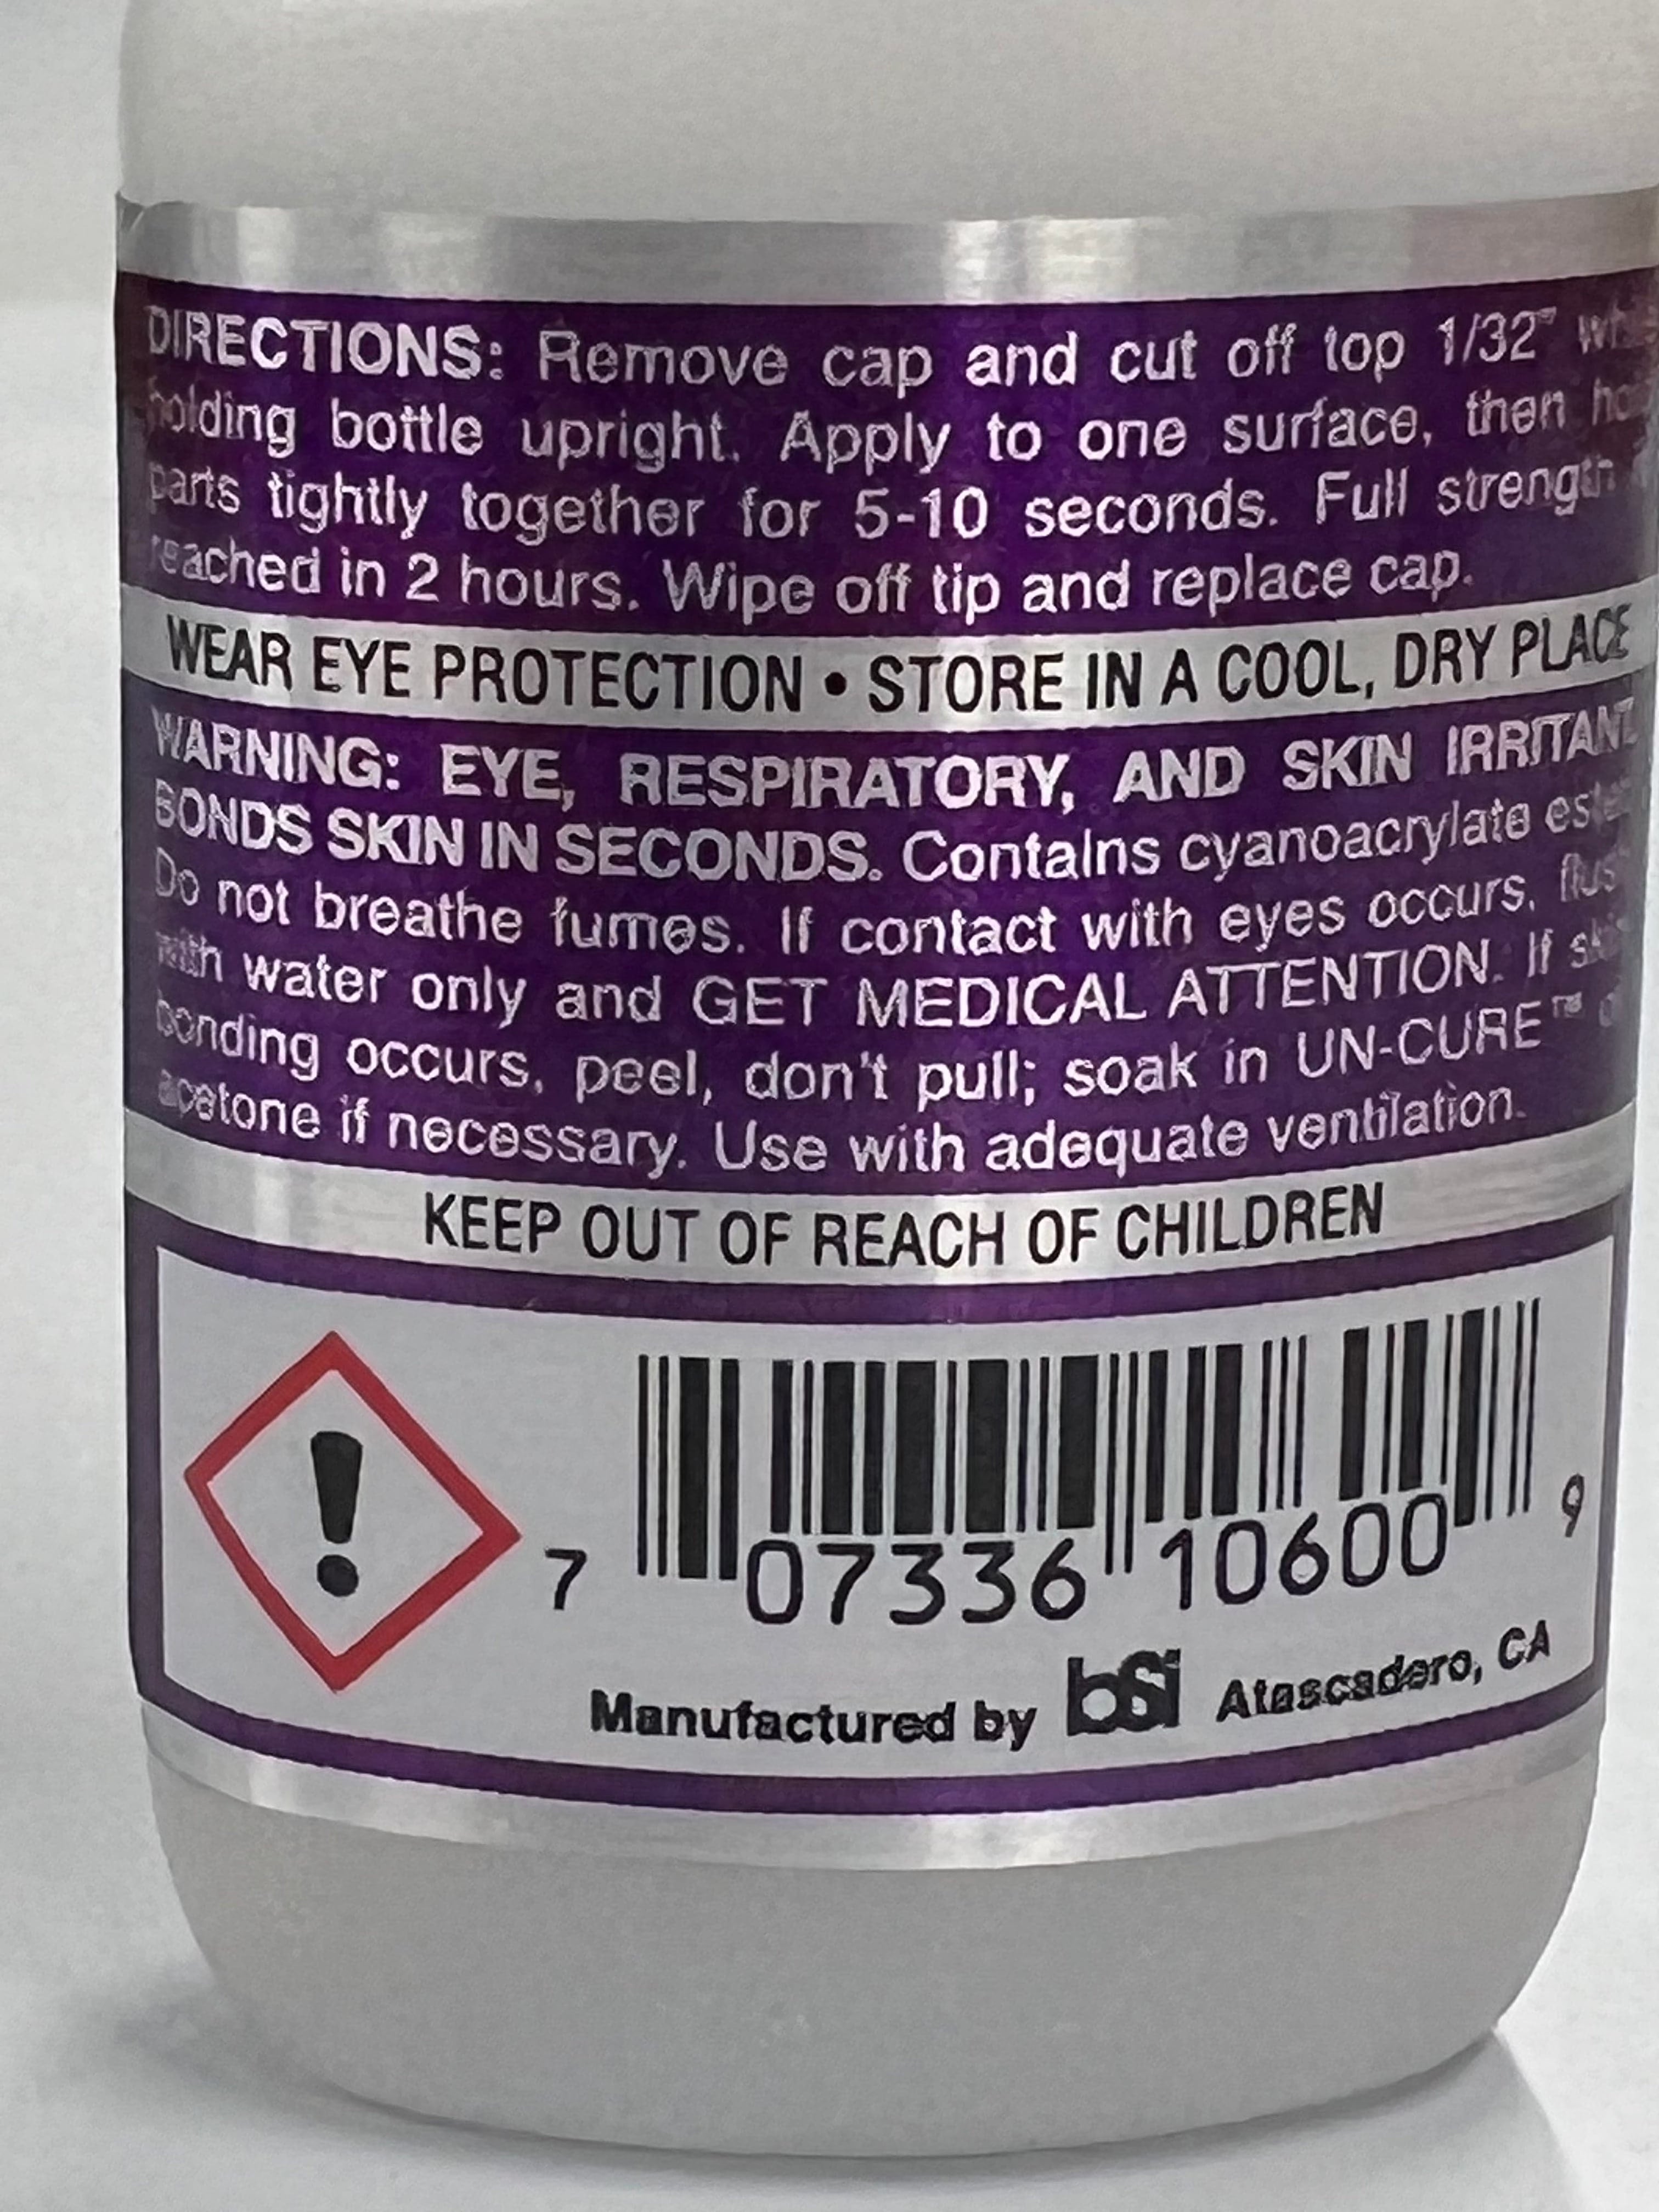 DIRECTIONS: Remove cap and cut off top 1/32"
holding bottle upright. Apply to one surface, then
parts tightly together for 5-10 seconds. Full strength
reached in 2 hours. Wipe off tip and replace cap.
WEAR EYE PROTECTION • STORE IN A COOL, DRY PLACE
WARNING: EYE, RESPIRATORY, AND SKIN IRRITANT
BONDS SKIN IN SECONDS. Contains cyanoacrylate
Do not breathe fumes. If contact with eyes occurs,
with water only and GET MEDICAL ATTENTION. If
bonding occurs, peel, don't pull; soak in UN-CURE™
acetone if necessary. Use with adequate ventilation.
KEEP OUT OF REACH OF CHILDREN
7 07336 10600 9
Manufactured by bSi Atascadero, CA